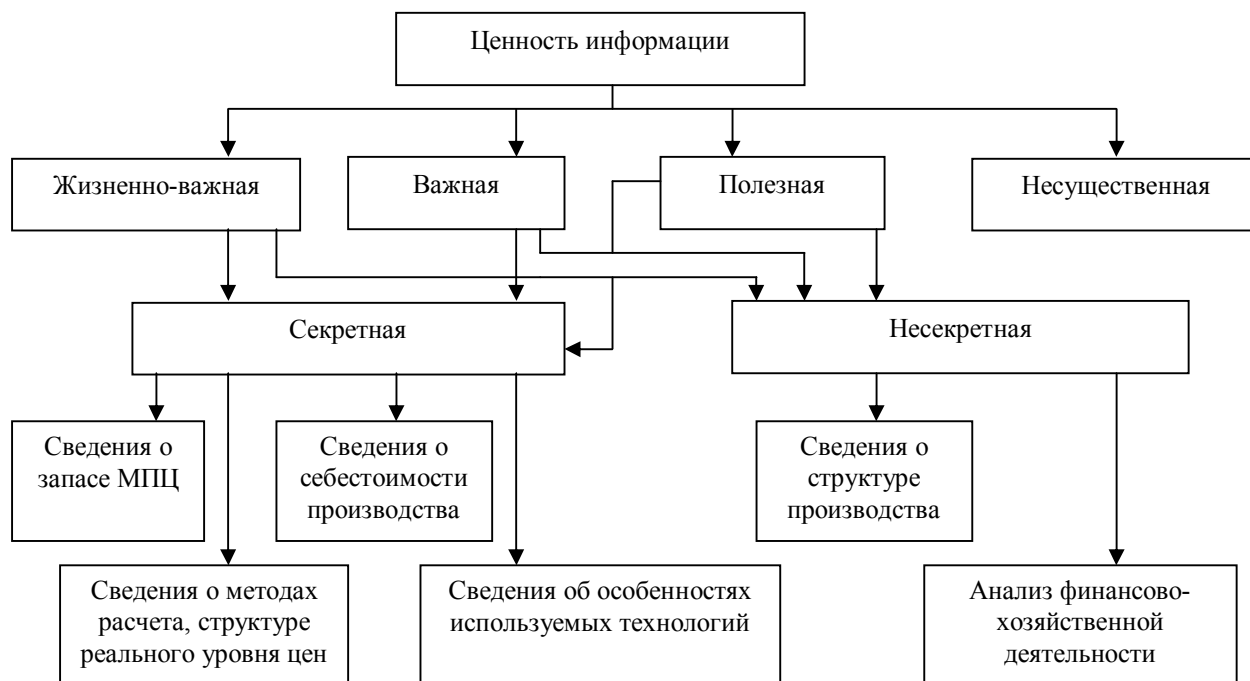 Ценность информации
Жизненно-важная
Важная
Полезная
Несущественная
Секретная
Несекретная
Сведения о
запасе МПЦ
Сведения о
себестоимости
производства
Сведения о
структуре
производства
Сведения о методах
расчета, структуре
реального уровня цен
Сведения об особенностях
используемых технологий
Анализ финансово-
хозяйственной
деятельности